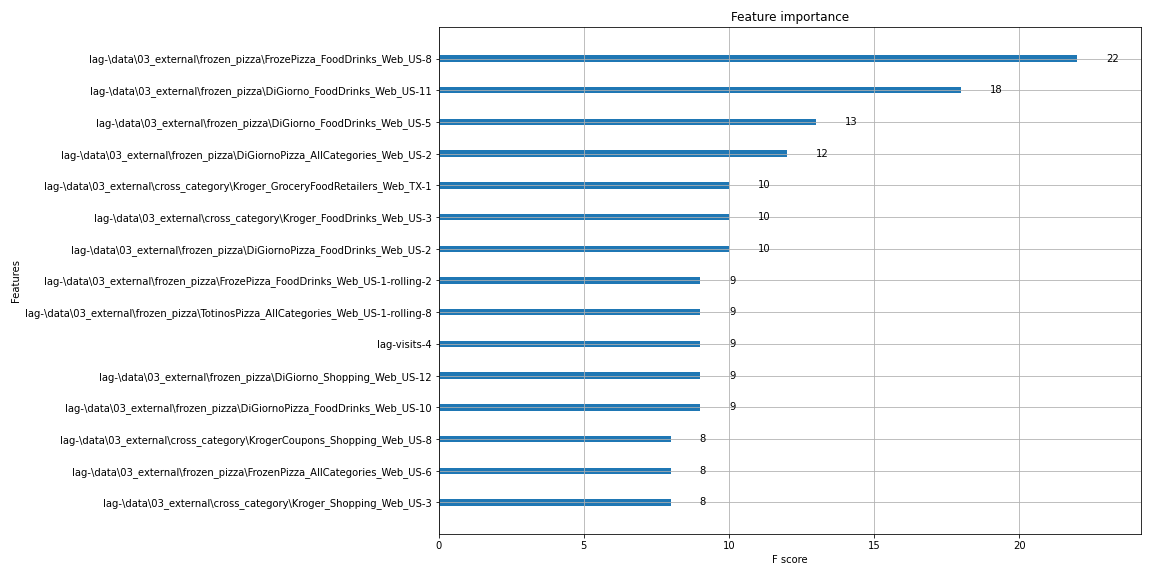 Feature importance
lag-\data\03_external\frozen_pizza\FrozePizza_FoodDrinks_Web_US-8 22
lag-\data\03_external\frozen_pizza\DiGiorno_FoodDrinks_Web_US-11 18
lag-\data\03_external\frozen_pizza\DiGiorno_FoodDrinks_Web_US-5 13
lag-\data\03_external\frozen_pizza\DiGiornoPizza_AllCategories_Web_US-2 12
lag-\data\03_external\cross_category\Kroger_GroceryFoodRetailers_Web_TX-1 10
lag-\data\03_external\cross_category\Kroger_FoodDrinks_Web_US-3 10
lag-\data\03_external\frozen_pizza\DiGiornoPizza_FoodDrinks_Web_US-2 10
lag-\data\03_external\frozen_pizza\FrozePizza_FoodDrinks_Web_US-1-rolling-2 9
lag-\data\03_external\frozen_pizza\TotinosPizza_AllCategories_Web_US-1-rolling-8 9
lag-visits-4 9
lag-\data\03_external\frozen_pizza\DiGiorno_Shopping_Web_US-12 9
lag-\data\03_external\frozen_pizza\DiGiornoPizza_FoodDrinks_Web_US-10 9
lag-\data\03_external\cross_category\KrogerCoupons_Shopping_Web_US-8 8
lag-\data\03_external\frozen_pizza\FrozenPizza_AllCategories_Web_US-6 8
lag-\data\03_external\cross_category\Kroger_Shopping_Web_US-3 8
Features
0 5 10 15 20
F score